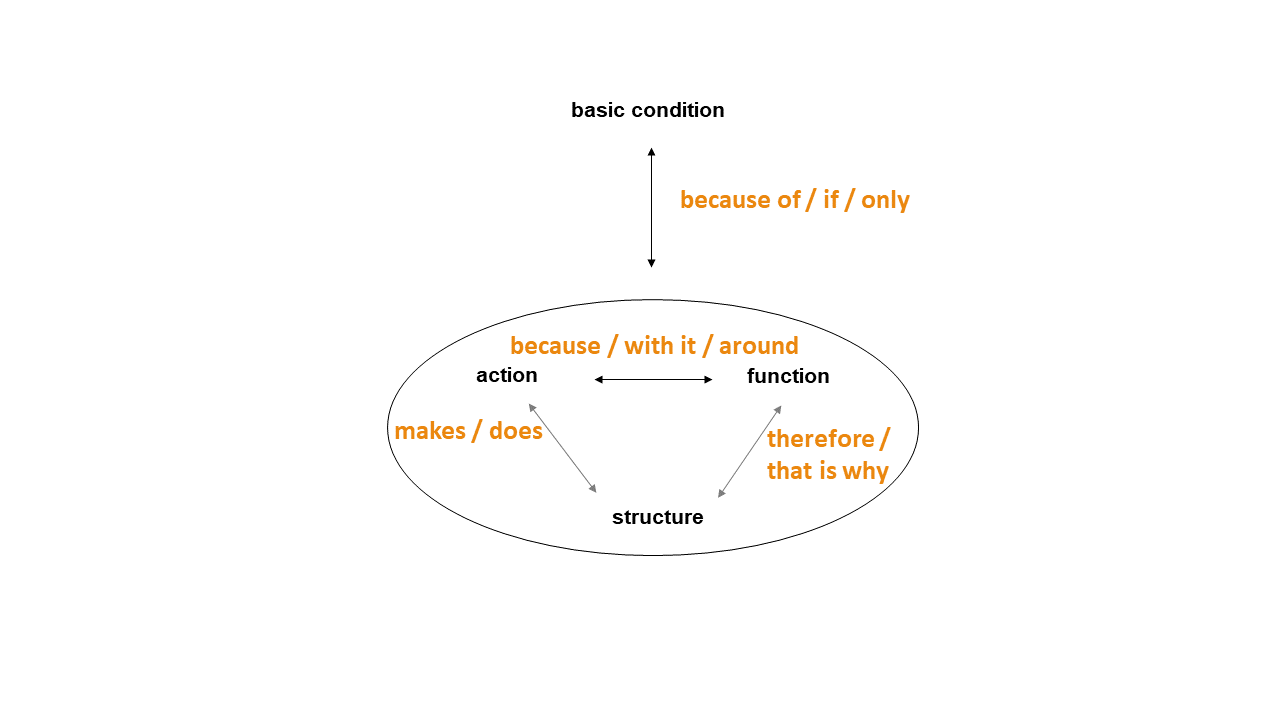 basic condition
because of / if / only
because / with it / around
action
function
makes / does
therefore /
that is why
structure